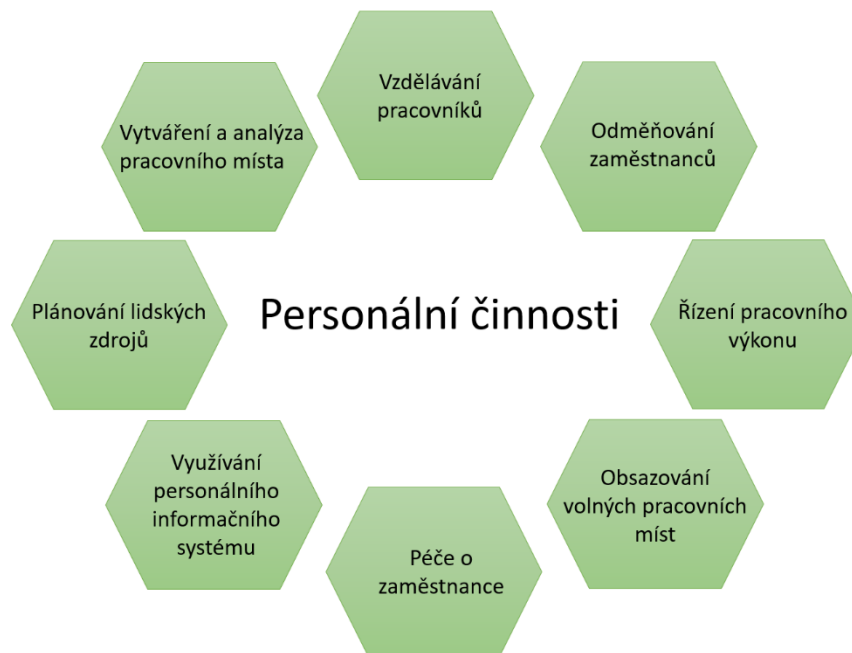 Vzdělávání
pracovníků
Vytváření a analýza
pracovního místa
Odměňování
zaměstnanců
Plánování lidských
zdrojů
Personální činnosti
Řízení pracovního
výkonu
Využívání
personálního
informačního
systému
Obsazování
volných pracovních
míst
Péče o
zaměstnance